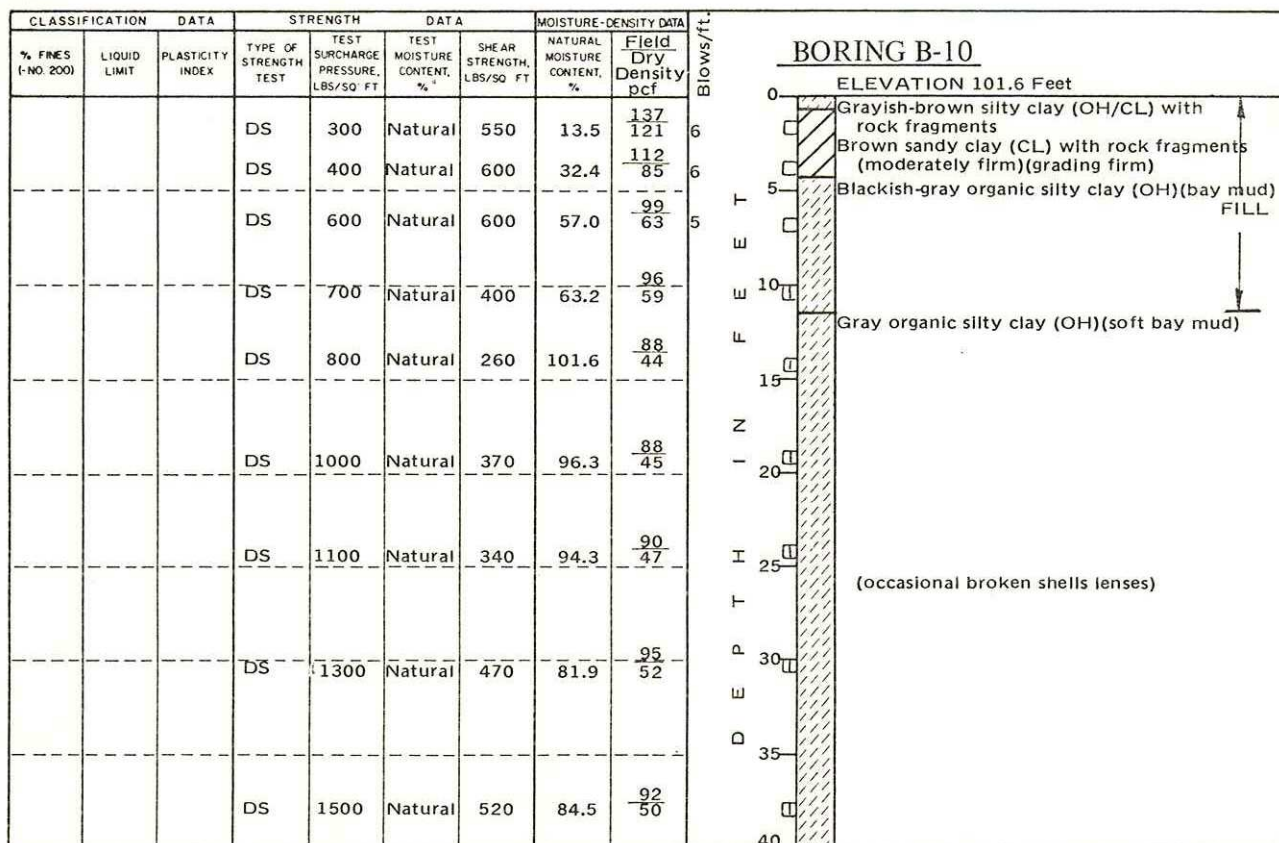 CLASSIFICATION DATA
STRENGTH DATA
MOISTURE-DENSITY DATA
Blows/ft.
% FINES (-NO. 200)
LIQUID LIMIT
PLASTICITY INDEX
TYPE OF STRENGTH TEST
TEST SURCHARGE PRESSURE, LBS/SQ FT
TEST MOISTURE CONTENT, %
SHEAR STRENGTH, LBS/SQ FT
NATURAL MOISTURE CONTENT, %
Field Dry Density pcf
DS 300 Natural 550 13.5 137 121 6
DS 400 Natural 600 32.4 112 85 6
DS 600 Natural 600 57.0 99 63 5
DS 700 Natural 400 63.2 96 59
DS 800 Natural 260 101.6 88 44
DS 1000 Natural 370 96.3 88 45
DS 1100 Natural 340 94.3 90 47
DS 1300 Natural 470 81.9 95 52
DS 1500 Natural 520 84.5 92 50
DEPTH IN FEET
BORING B-10
ELEVATION 101.6 Feet
0
Grayish-brown silty clay (OH/CL) with
rock fragments
Brown sandy clay (CL) with rock fragments
(moderately firm)(grading firm)
5
Blackish-gray organic silty clay (OH)(bay mud)
FILL
10
Gray organic silty clay (OH)(soft bay mud)
15
20
25
(occasional broken shells lenses)
30
35
40